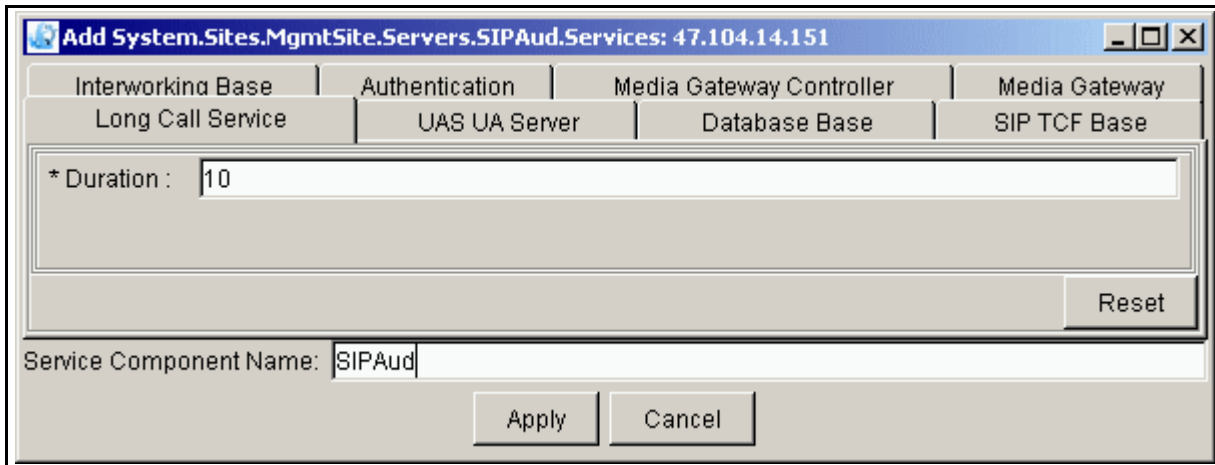 Add System.Sites.MgmtSite.Servers.SIPAud.Services: 47.104.14.151
Interworking Base Authentication Media Gateway Controller Media Gateway
Long Call Service UAS UA Server Database Base SIP TCF Base
* Duration : 10
Reset
Service Component Name: SIPAud
Apply Cancel